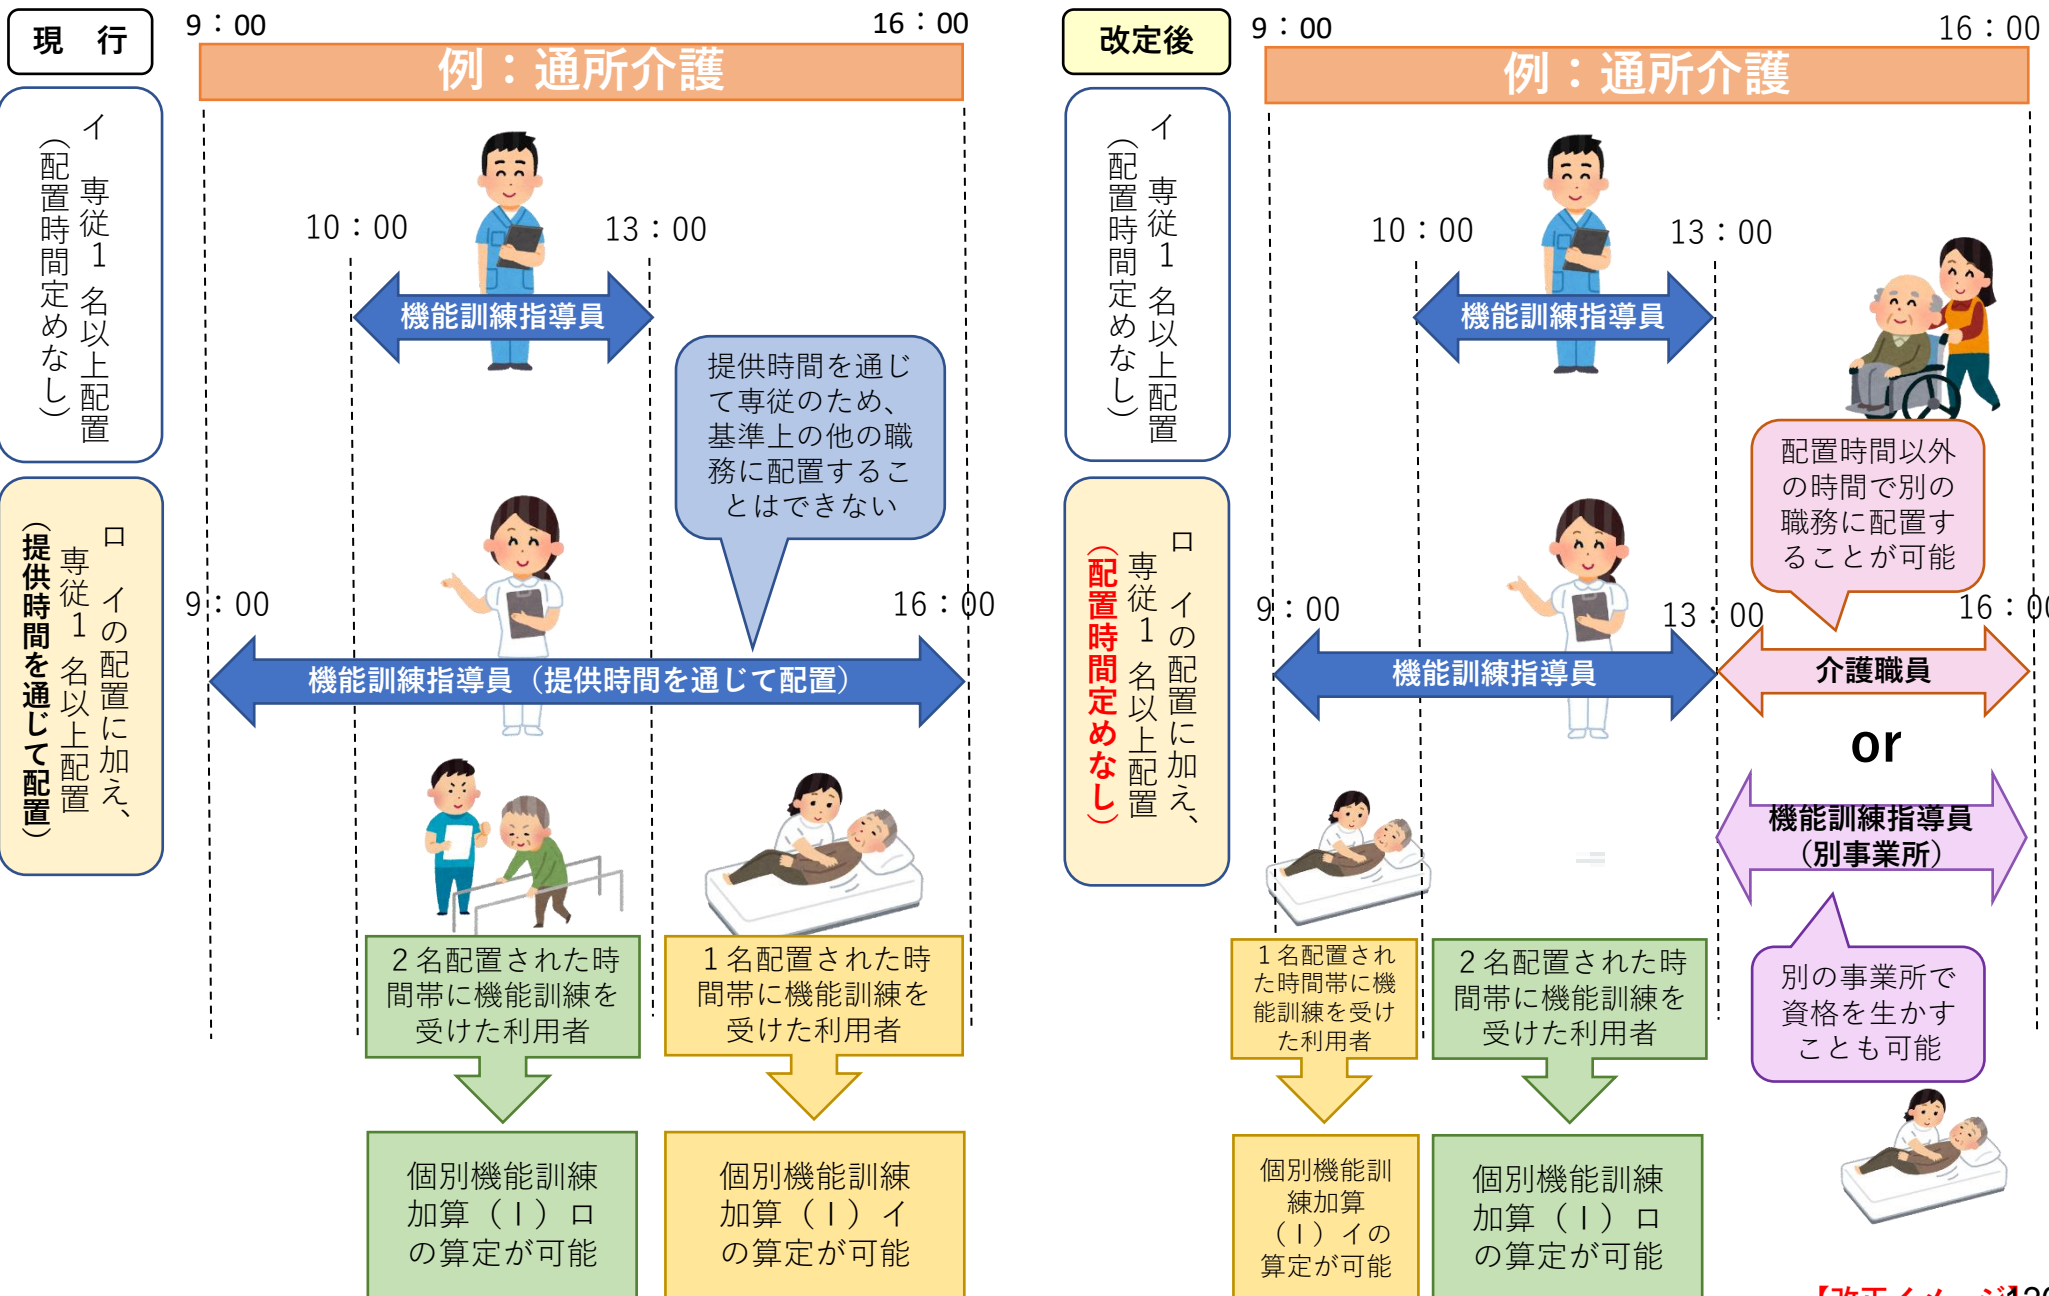 現　行
9：00
16：00
例：通所介護
イ　専従１名以上配置
（配置時間定めなし）
10：00
13：00
機能訓練指導員
提供時間を通じ
て専従のため、
基準上の他の職
務に配置するこ
とはできない
ロ　イの配置に加え、
専従１名以上配置
（提供時間を通じて配置）
9：00
16：00
機能訓練指導員（提供時間を通じて配置）
２名配置された時
間帯に機能訓練を
受けた利用者
１名配置された時
間帯に機能訓練を
受けた利用者
個別機能訓練
加算（Ⅰ）ロ
の算定が可能
個別機能訓練
加算（Ⅰ）イ
の算定が可能
改定後
9：00
16：00
例：通所介護
イ　専従１名以上配置
（配置時間定めなし）
10：00
13：00
機能訓練指導員
配置時間以外
の時間で別の
職務に配置す
ることが可能
ロ　イの配置に加え、
専従１名以上配置
（配置時間定めなし）
9：00
13：00
16：00
機能訓練指導員
介護職員
or
機能訓練指導員
（別事業所）
別の事業所で
資格を生かす
ことも可能
１名配置され
た時間帯に機
能訓練を受け
た利用者
２名配置された時
間帯に機能訓練を
受けた利用者
個別機能訓
練加算
（Ⅰ）イの
算定が可能
個別機能訓練
加算（Ⅰ）ロ
の算定が可能